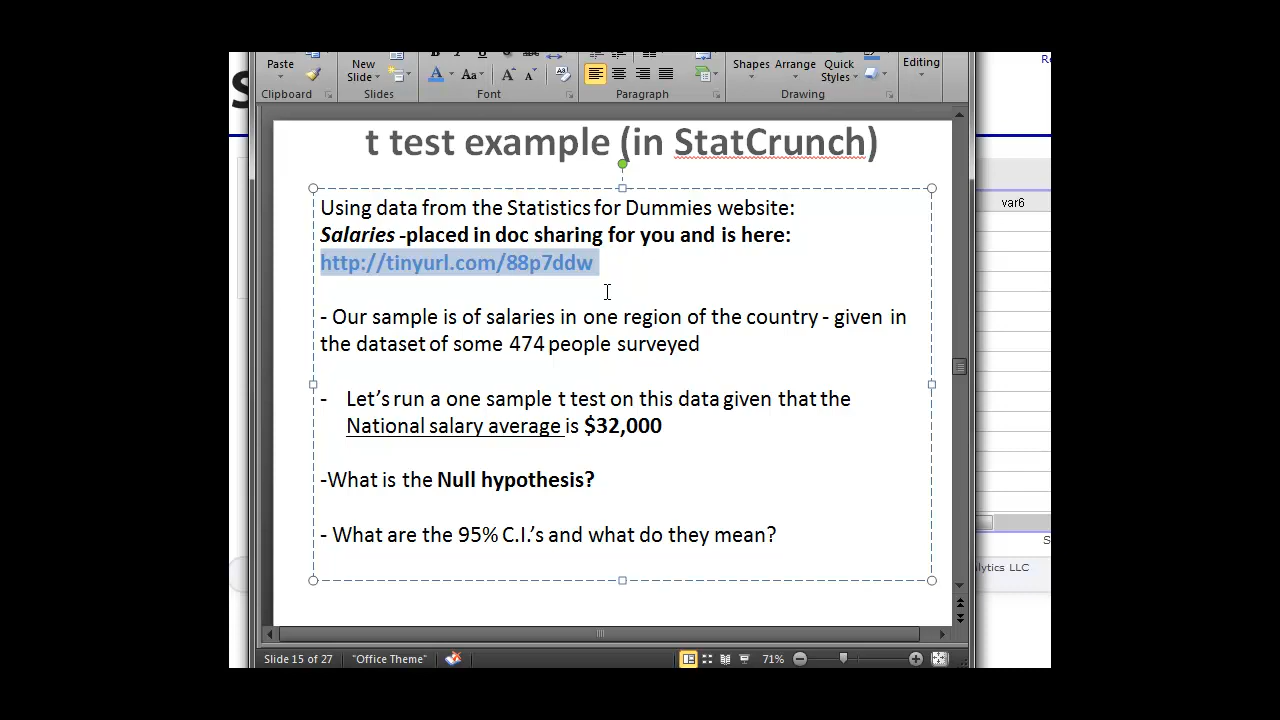 Paste
New
Slide
Aa
A
A
A
Shapes
Arrange
Quick
Styles
Editing
Clipboard
Slides
Font
Paragraph
Drawing
t test example (in StatCrunch)
Using data from the Statistics for Dummies website:
Salaries -placed in doc sharing for you and is here:
http://tinyurl.com/88p7ddw
- Our sample is of salaries in one region of the country - given in
the dataset of some 474 people surveyed
- Let's run a one sample t test on this data given that the
National salary average is $32,000
-What is the Null hypothesis?
- What are the 95% C.I.'s and what do they mean?
var6
Slide 15 of 27
"Office Theme"
71%